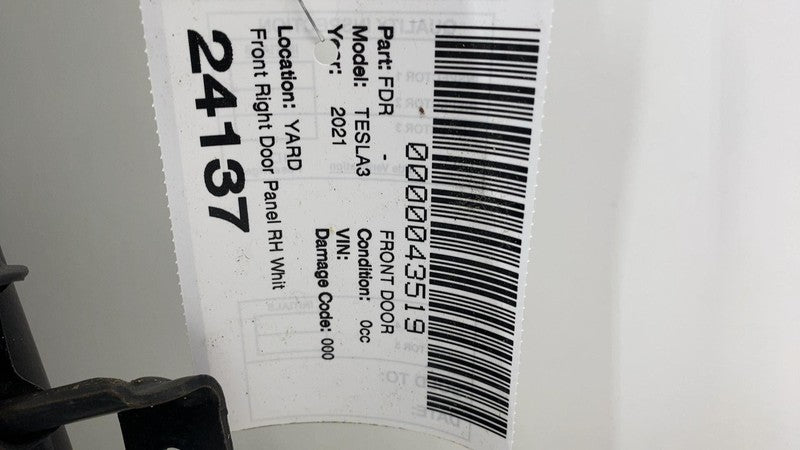 0000043519
Part: FDR - FRONT DOOR
Model: TESLA3 Condition: 0cc
Year: 2021 VIN:
Damage Code: 000
Location: YARD
Front Right Door Panel RH Whit
24137